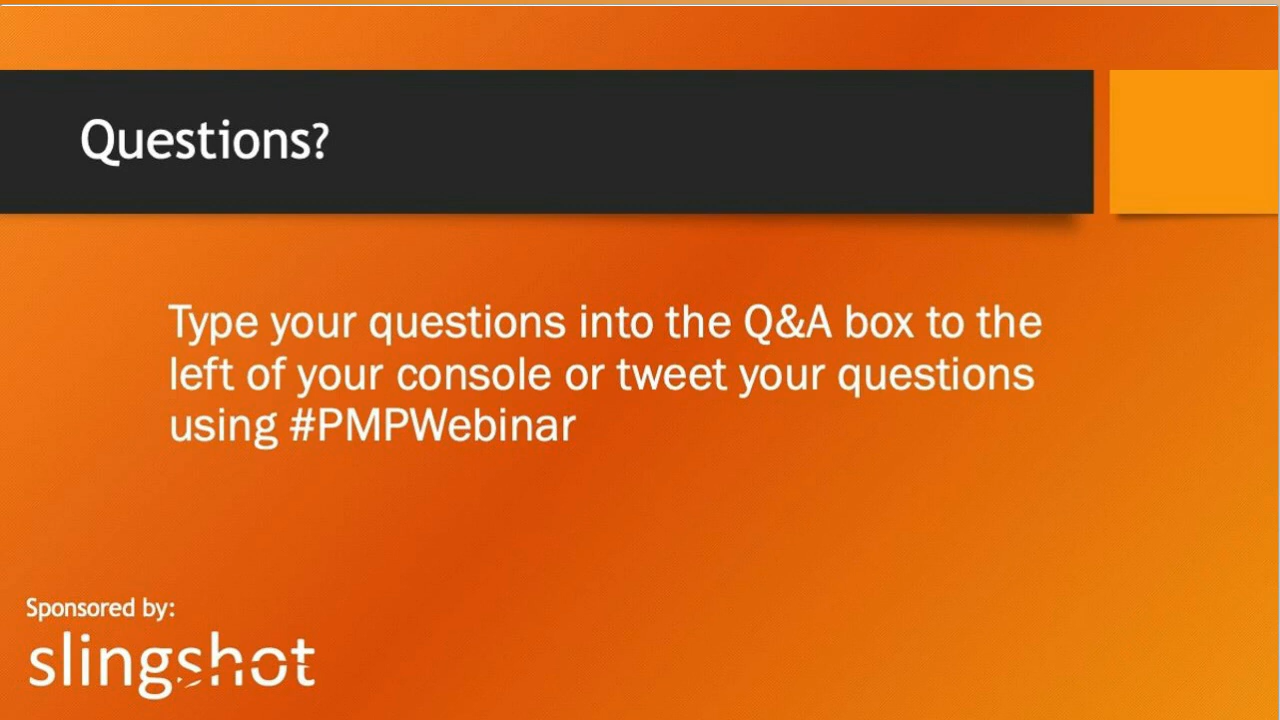 Questions?
Type your questions into the Q&A box to the
left of your console or tweet your questions
using #PMPWebinar
Sponsored by:
slingshot